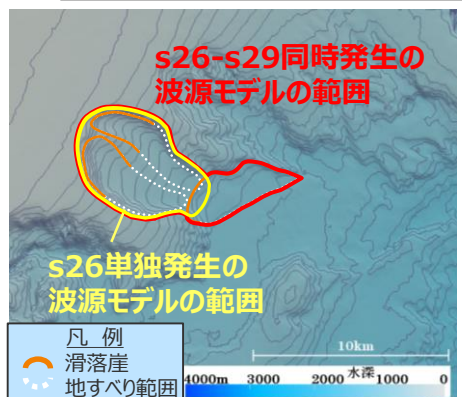 s26-s29同時発生の
波源モデルの範囲
s26単独発生の
波源モデルの範囲
凡 例
滑落崖
地すべり範囲
10km
水深
4000m 3000 2000 1000 0